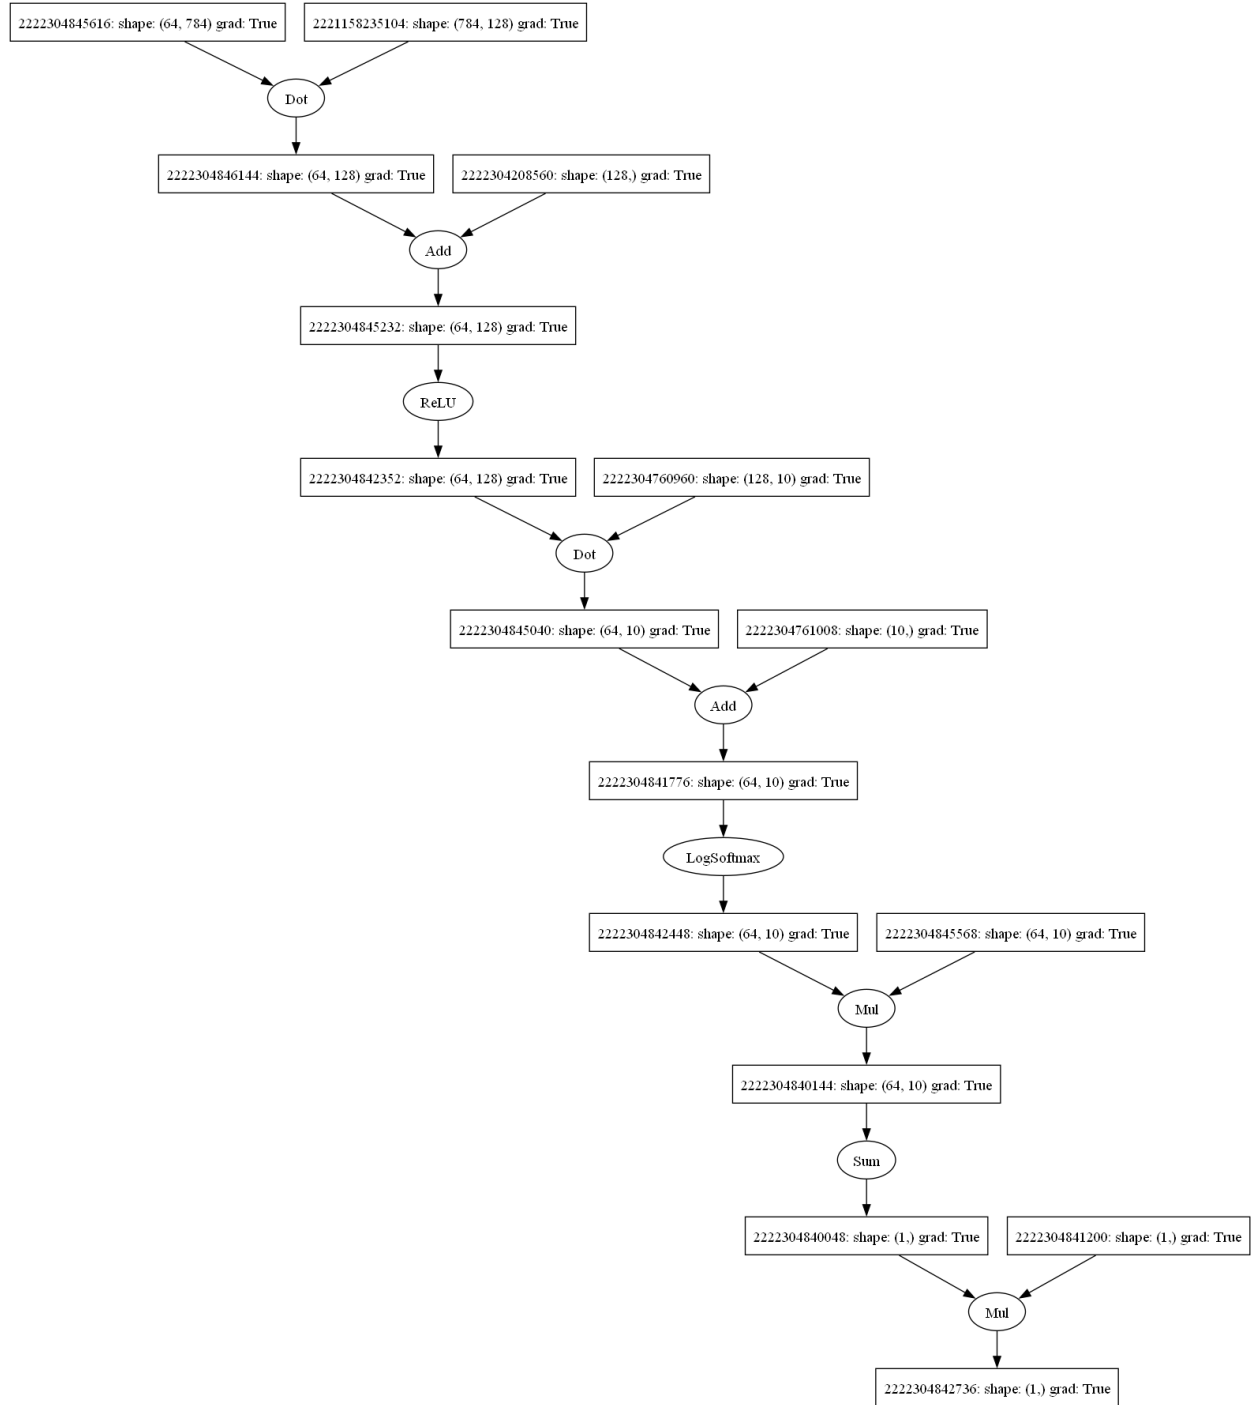 2222304845616: shape: (64, 784) grad: True
2221158235104: shape: (784, 128) grad: True
Dot
2222304846144: shape: (64, 128) grad: True
2222304208560: shape: (128,) grad: True
Add
2222304845232: shape: (64, 128) grad: True
ReLU
2222304842352: shape: (64, 128) grad: True
2222304760960: shape: (128, 10) grad: True
Dot
2222304845040: shape: (64, 10) grad: True
2222304761008: shape: (10,) grad: True
Add
2222304841776: shape: (64, 10) grad: True
LogSoftmax
2222304842448: shape: (64, 10) grad: True
2222304845568: shape: (64, 10) grad: True
Mul
2222304840144: shape: (64, 10) grad: True
Sum
2222304840048: shape: (1,) grad: True
2222304841200: shape: (1,) grad: True
Mul
2222304842736: shape: (1,) grad: True